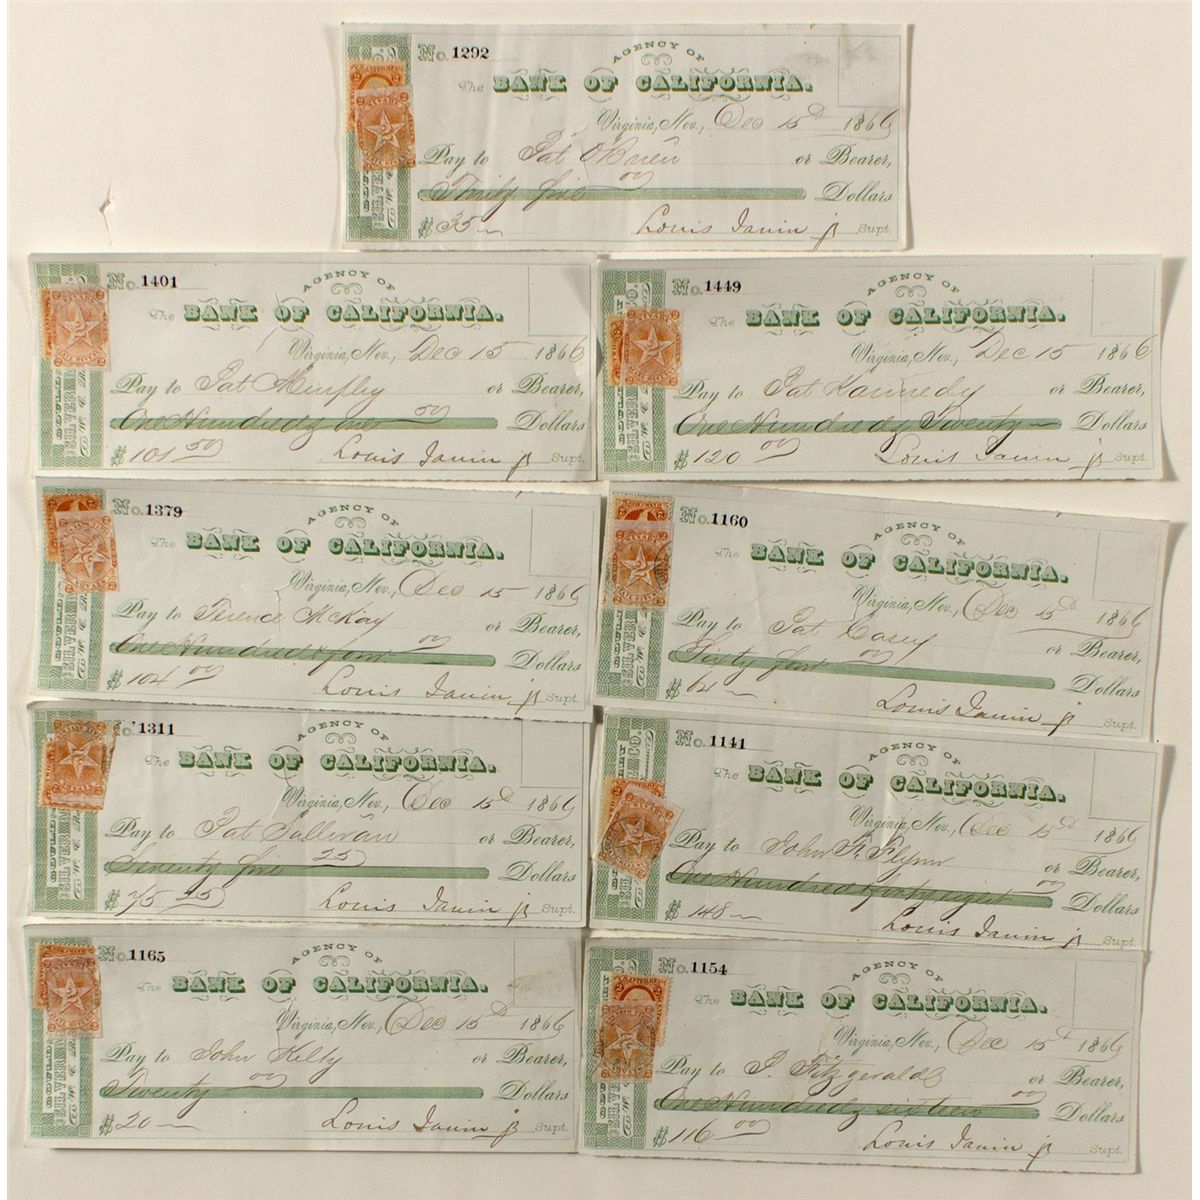 No. 1292
AGENCY OF
The BANK OF CALIFORNIA.
Virginia, Nev., Dec 15th 1866
Pay to Pat O'Brien or Bearer,
Thirty five 00 Dollars
$ 35 — Louis Janin jr Supt.
No. 1401
AGENCY OF
The BANK OF CALIFORNIA.
Virginia, Nev., Dec 15 1866
Pay to Pat Murphy or Bearer,
One Hundred & one 50 Dollars
$ 101 50 Louis Janin jr Supt.
No. 1449
AGENCY OF
The BANK OF CALIFORNIA.
Virginia, Nev., Dec 15 1866
Pay to Pat Kannedy or Bearer,
One Hundred & Twenty — Dollars
$ 120 00 Louis Janin jr Supt.
No. 1379
AGENCY OF
The BANK OF CALIFORNIA.
Virginia, Nev., Dec 15 1866
Pay to Terence McKay or Bearer,
One Hundred & four 00 Dollars
$ 104 00 Louis Janin jr Supt.
No. 1160
AGENCY OF
The BANK OF CALIFORNIA.
Virginia, Nev., Dec 15th 1866
Pay to Pat Casey or Bearer,
Sixty four 00 Dollars
$ 64 — Louis Janin jr Supt.
No. 1311
AGENCY OF
The BANK OF CALIFORNIA.
Virginia, Nev., Dec 15th 1866
Pay to Pat Sullivan or Bearer,
Seventy five 25 Dollars
$ 75 25 Louis Janin jr Supt.
No. 1141
AGENCY OF
The BANK OF CALIFORNIA.
Virginia, Nev., Dec 15th 1866
Pay to John F. Flynn or Bearer,
One Hundred & forty eight 00 Dollars
$ 148 — Louis Janin jr Supt.
No. 1165
AGENCY OF
The BANK OF CALIFORNIA.
Virginia, Nev., Dec 15th 1866
Pay to John Kelly or Bearer,
Twenty 00 Dollars
$ 20 — Louis Janin jr Supt.
No. 1154
AGENCY OF
The BANK OF CALIFORNIA.
Virginia, Nev., Dec 15th 1866
Pay to J Fitzgerald or Bearer,
One Hundred & sixteen 00 Dollars
$ 116 00 Louis Janin jr Supt.